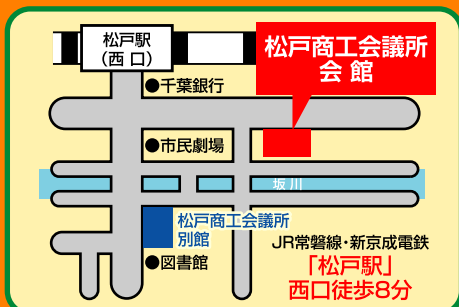 松戸駅
(西口)
松戸商工会議所
会館
●千葉銀行
●市民劇場
坂川
松戸商工会議所
別館
●図書館
JR常磐線・新京成電鉄
「松戸駅」
西口徒歩8分